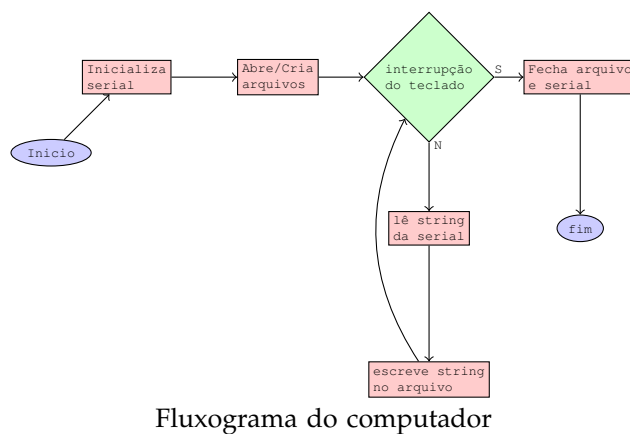 Inicializa
serial
Abre/Cria
arquivos
interrupção
do teclado
S
Fecha arquivo
e serial
Inicio
N
lê string
da serial
fim
escreve string
no arquivo
Fluxograma do computador